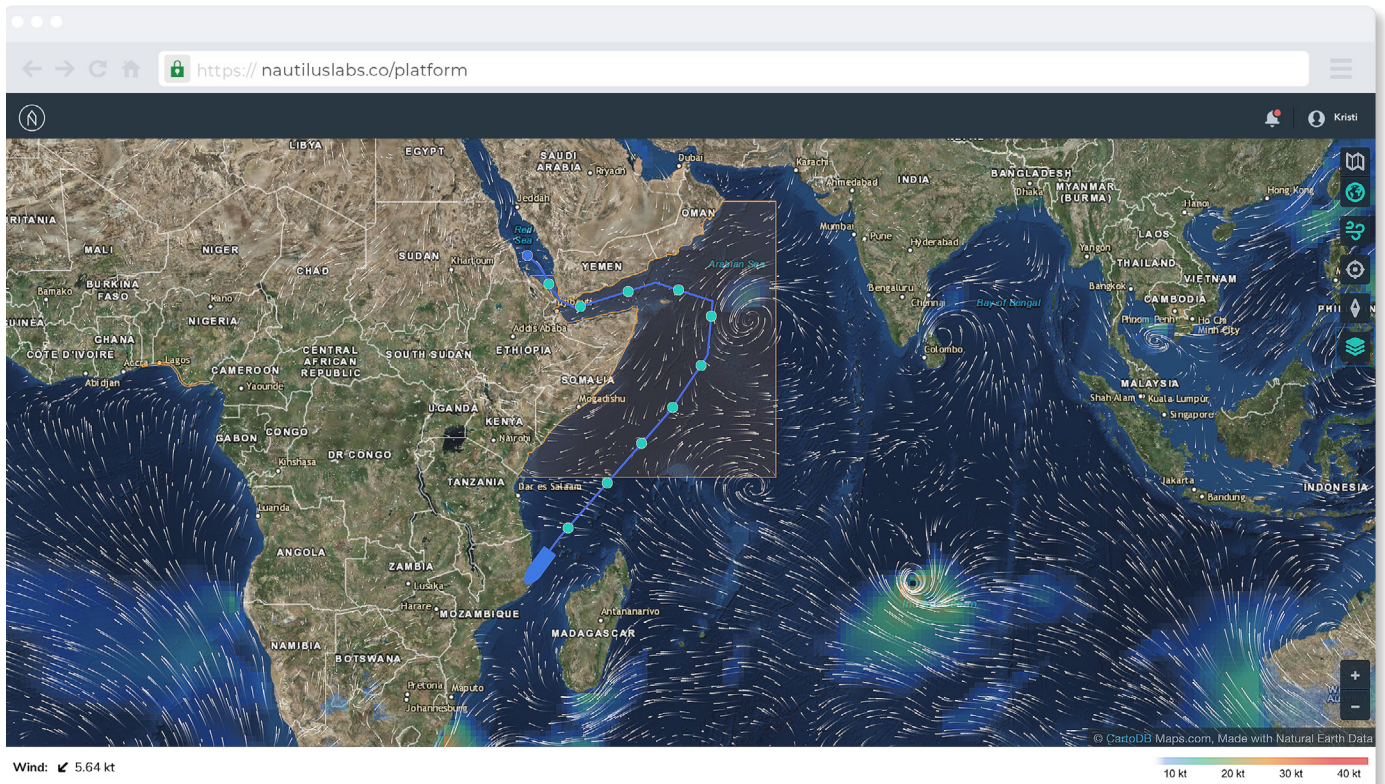 https:// nautiluslabs.co/platform
Kristi
LIBYA
EGYPT
SAUDI
ARABIA
Riyadh
Dubai
Karachi
Ahmedabad
INDIA
BANGLADESH
Dhaka
MYANMAR
(BURMA)
Hong Kong
Hanoi
Jeddah
Red
Sea
OMAN
MALI
NIGER
CHAD
SUDAN
Khartoum
YEMEN
Arabian Sea
Mumbai
Pune
Hyderabad
LAOS
Yangon
THAILAND
VIETNAM
Bangkok
Bamako
BURKINA
FASO
Kano
NIGERIA
Djibouti
Addis Ababa
ETHIOPIA
Bengaluru
Chennai
Bay of Bengal
CAMBODIA
Phnom Penh
Ho Chi
Minh City
GHANA
COTE D'IVOIRE
Accra
Lagos
Abidjan
CAMEROON
Yaounde
CENTRAL
AFRICAN
REPUBLIC
SOUTH SUDAN
SOMALIA
Mogadishu
Colombo
MALAYSIA
Shah Alam
Kuala Lumpur
Singapore
UGANDA
KENYA
Nairobi
GABON
CONGO
DR CONGO
Kinshasa
TANZANIA
Dar es Salaam
Jakarta
Bandung
INDONESIA
Luanda
ANGOLA
ZAMBIA
Lusaka
Harare
MOZAMBIQUE
Antananarivo
MADAGASCAR
NAMIBIA
BOTSWANA
Pretoria
Maputo
Johannesburg
+
-
© CartoDB Maps.com, Made with Natural Earth Data
Wind: ↙ 5.64 kt
10 kt 20 kt 30 kt 40 kt